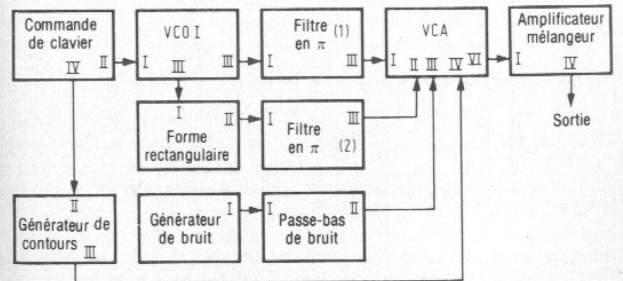 Commande
de clavier
IV II
VCO I
I III III
Filtre (1)
en π
I III
VCA
I II III IV VI
Amplificateur
mélangeur
I IV
Sortie
I II
Forme
rectangulaire
Filtre
en π (2)
I III
II
Générateur de
contours
III
Générateur I
de bruit
I II
Passe-bas
de bruit